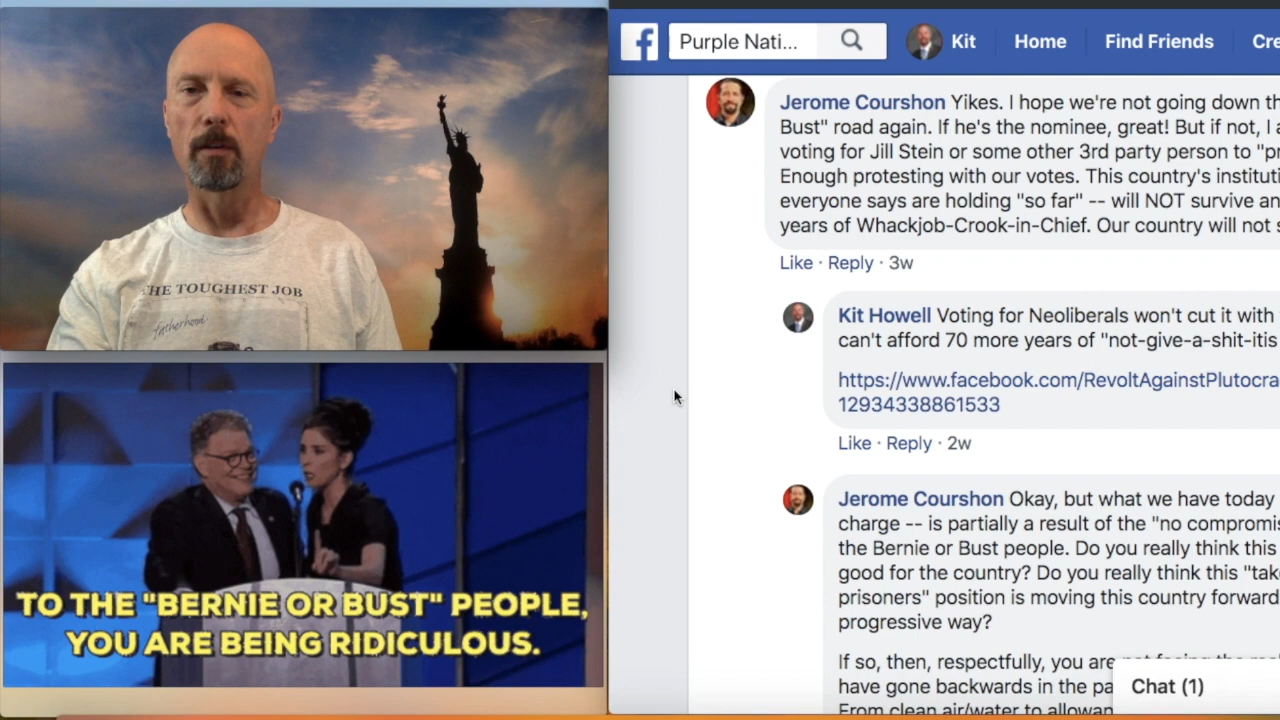 THE TOUGHEST JOB
fatherhood
TO THE "BERNIE OR BUST" PEOPLE,
YOU ARE BEING RIDICULOUS.
f Purple Nati... Kit Home Find Friends Cre
Jerome Courshon Yikes. I hope we're not going down th
Bust" road again. If he's the nominee, great! But if not, I a
voting for Jill Stein or some other 3rd party person to "pr
Enough protesting with our votes. This country's instituti
everyone says are holding "so far" -- will NOT survive an
years of Whackjob-Crook-in-Chief. Our country will not s
Like · Reply · 3w
Kit Howell Voting for Neoliberals won't cut it with
can't afford 70 more years of "not-give-a-shit-itis
https://www.facebook.com/RevoltAgainstPlutocra
12934338861533
Like · Reply · 2w
Jerome Courshon Okay, but what we have today
charge -- is partially a result of the "no compromis
the Bernie or Bust people. Do you really think this
good for the country? Do you really think this "take
prisoners" position is moving this country forward
progressive way?
If so, then, respectfully, you are
have gone backwards in the pa
From clean air/water to allowan
Chat (1)